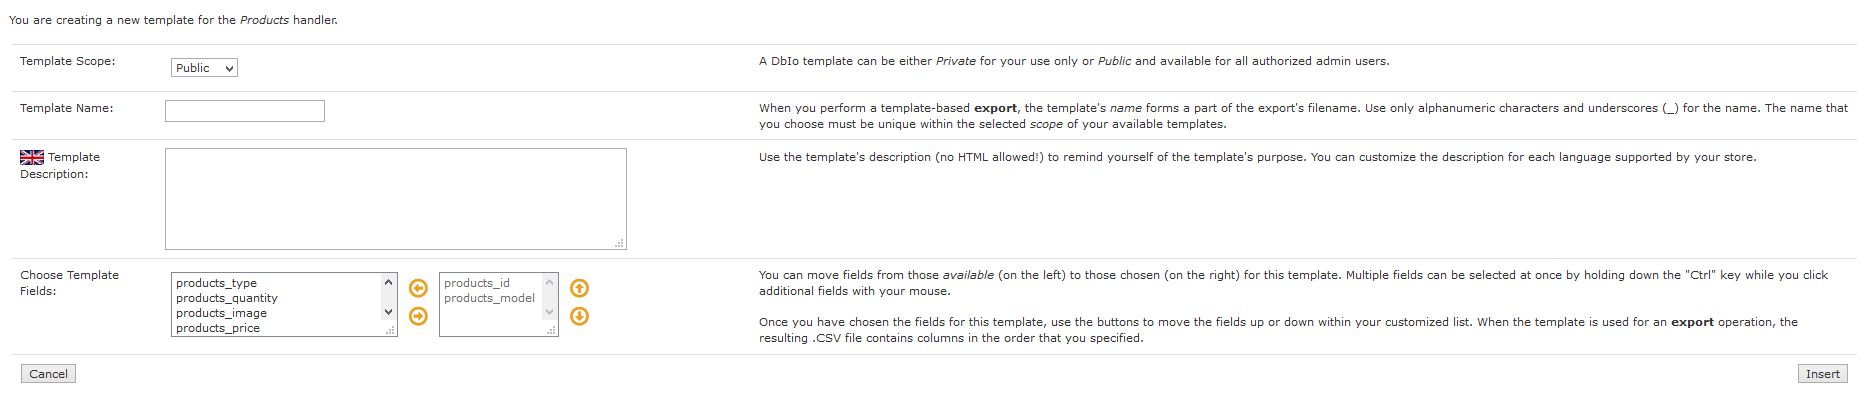 You are creating a new template for the Products handler.
Template Scope:
Public
A DbIo template can be either Private for your use only or Public and available for all authorized admin users.
Template Name:
When you perform a template-based export, the template's name forms a part of the export's filename. Use only alphanumeric characters and underscores (_) for the name. The name that
you choose must be unique within the selected scope of your available templates.
Template
Description:
Use the template's description (no HTML allowed!) to remind yourself of the template's purpose. You can customize the description for each language supported by your store.
Choose Template
Fields:
products_type
products_quantity
products_image
products_price
products_id
products_model
You can move fields from those available (on the left) to those chosen (on the right) for this template. Multiple fields can be selected at once by holding down the "Ctrl" key while you click
additional fields with your mouse.
Once you have chosen the fields for this template, use the buttons to move the fields up or down within your customized list. When the template is used for an export operation, the
resulting .CSV file contains columns in the order that you specified.
Cancel
Insert